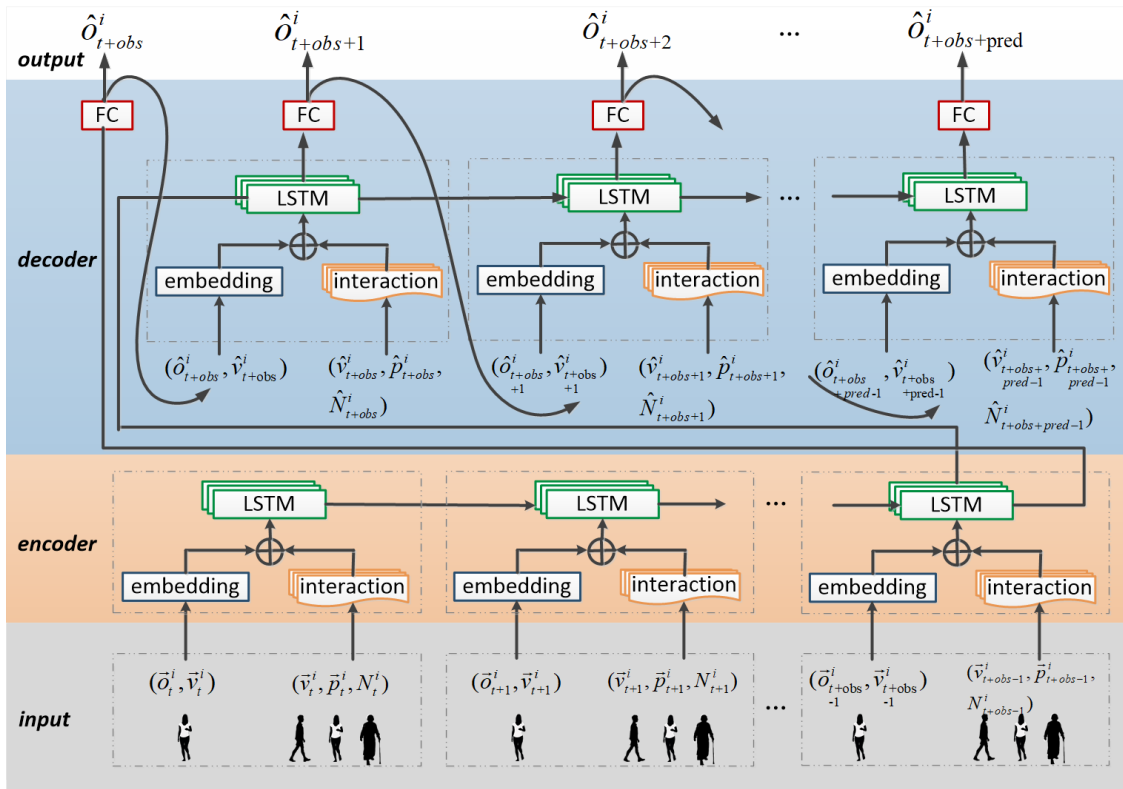 ô^i_{t+obs} ô^i_{t+obs+1} ô^i_{t+obs+2} ... ô^i_{t+obs+pred}
output
FC FC FC FC
LSTM LSTM ... LSTM
decoder
embedding interaction embedding interaction embedding interaction
(ô^i_{t+obs}, v̂^i_{t+obs}) (v̂^i_{t+obs}, p̂^i_{t+obs}, N̂^i_{t+obs}) (ô^i_{t+obs+1}, v̂^i_{t+obs+1}) (v̂^i_{t+obs+1}, p̂^i_{t+obs+1}, N̂^i_{t+obs+1}) (ô^i_{t+obs+pred-1}, v̂^i_{t+obs+pred-1}) (v̂^i_{t+obs+pred-1}, p̂^i_{t+obs+pred-1}, N̂^i_{t+obs+pred-1})
LSTM LSTM ... LSTM
encoder
embedding interaction embedding interaction embedding interaction
(o⃗^i_t, v⃗^i_t) (v⃗^i_t, p⃗^i_t, N^i_t) (o⃗^i_{t+1}, v⃗^i_{t+1}) (v⃗^i_{t+1}, p⃗^i_{t+1}, N^i_{t+1}) (o⃗^i_{t+obs-1}, v⃗^i_{t+obs-1}) (v⃗^i_{t+obs-1}, p⃗^i_{t+obs-1}, N^i_{t+obs-1})
input ...